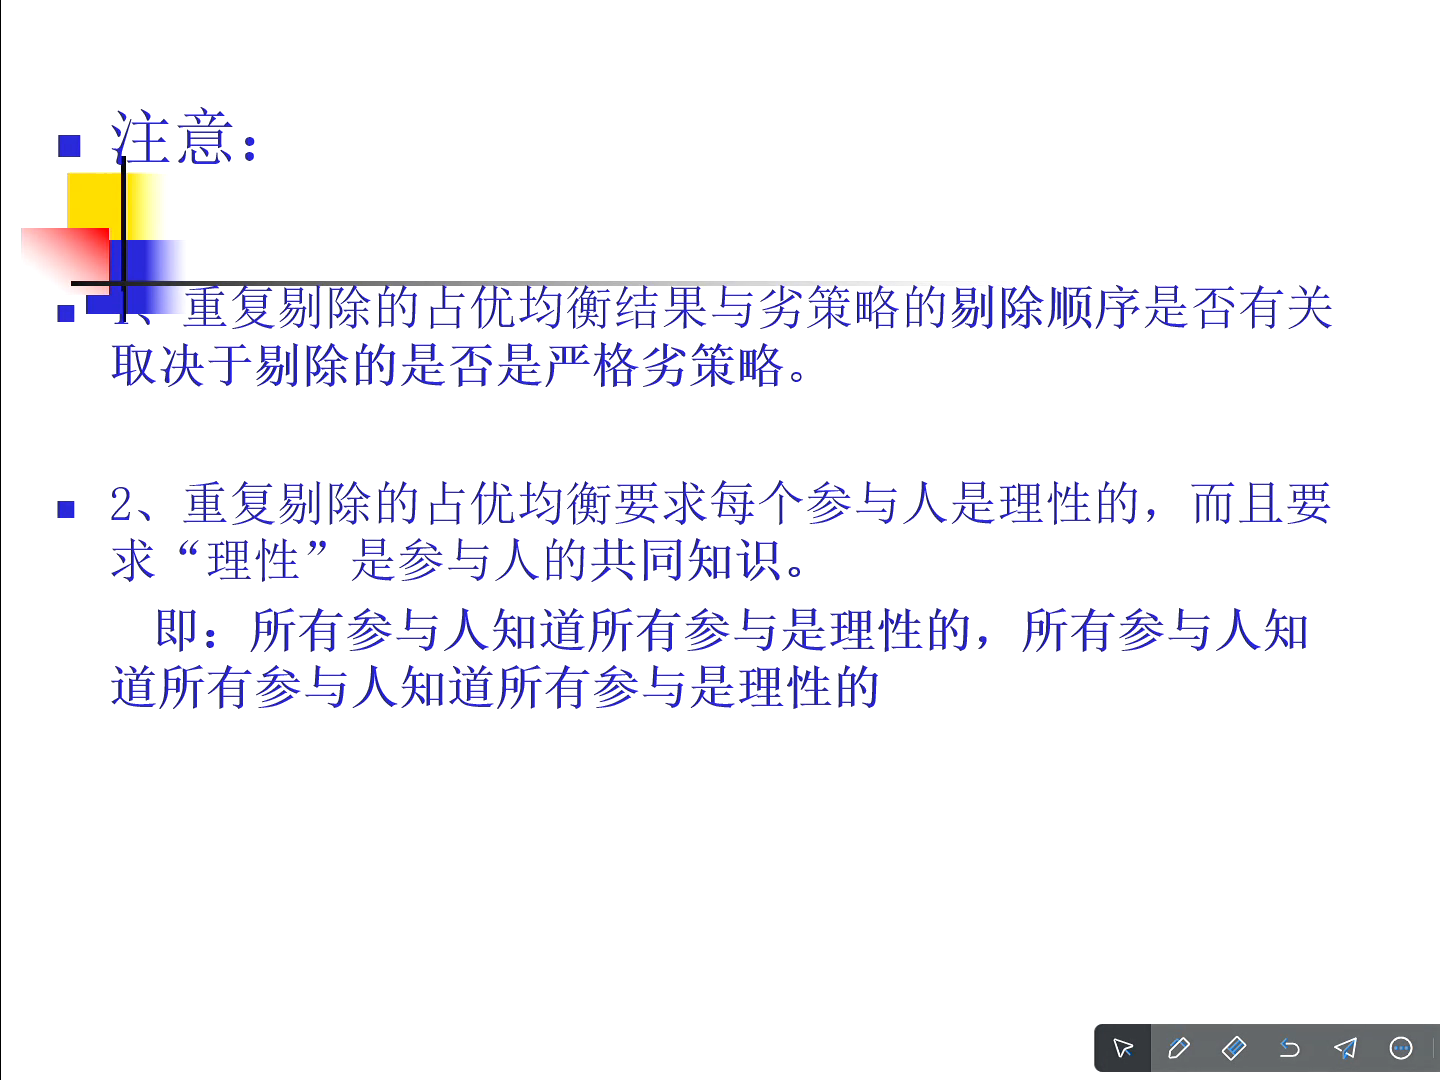 注意：
1、重复剔除的占优均衡结果与劣策略的剔除顺序是否有关
取决于剔除的是否是严格劣策略。
2、重复剔除的占优均衡要求每个参与人是理性的，而且要
求“理性”是参与人的共同知识。
即：所有参与人知道所有参与是理性的，所有参与人知
道所有参与人知道所有参与是理性的